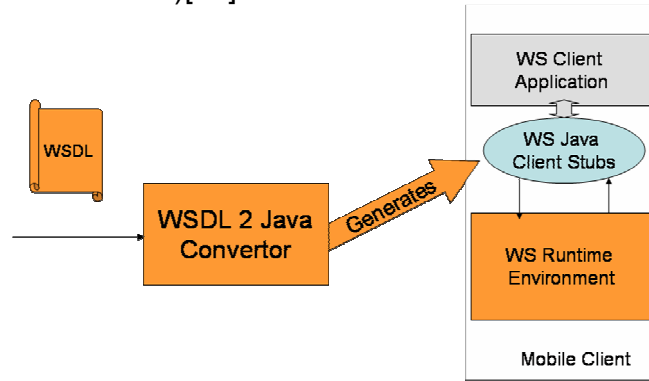 WS Client
Application
WSDL
WS Java
Client Stubs
WSDL 2 Java
Convertor
Generates
WS Runtime
Environment
Mobile Client